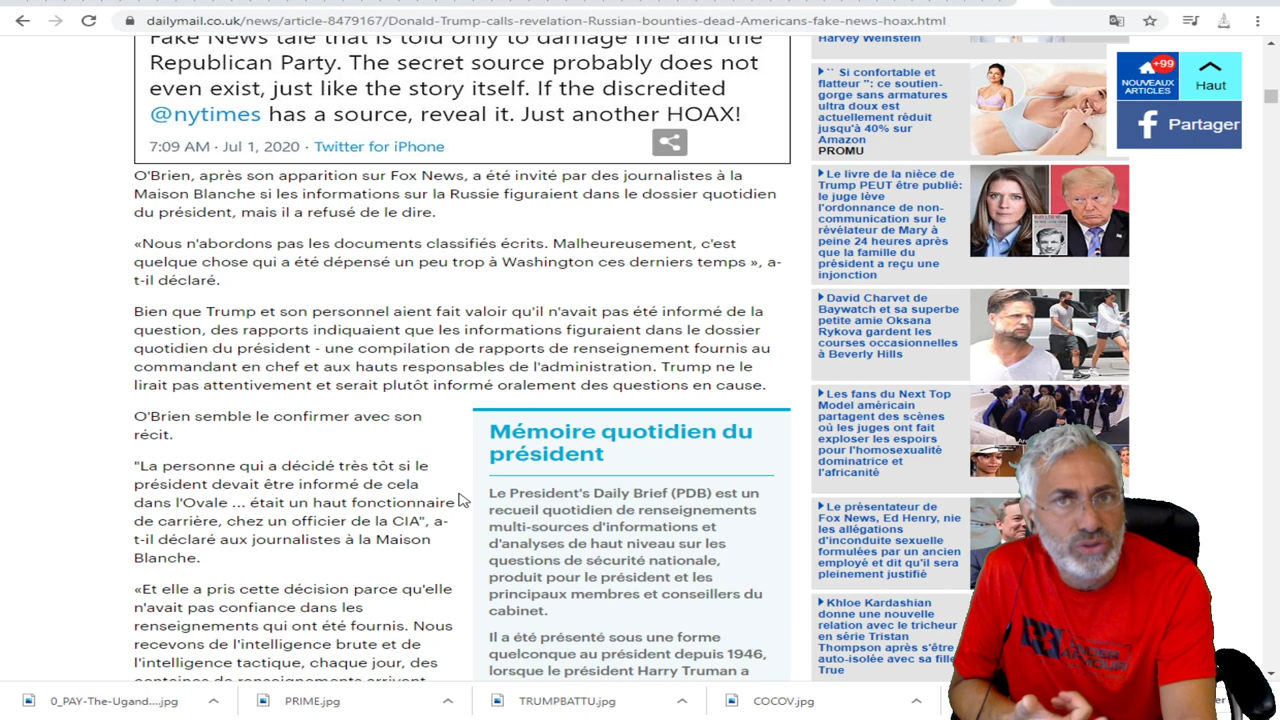 dailymail.co.uk/news/article-8479167/Donald-Trump-calls-revelation-Russian-bounties-dead-Americans-fake-news-hoax.html
Fake News tale that is told only to damage me and the
Republican Party. The secret source probably does not
even exist, just like the story itself. If the discredited
@nytimes has a source, reveal it. Just another HOAX!
7:09 AM · Jul 1, 2020 · Twitter for iPhone
O'Brien, après son apparition sur Fox News, a été invité par des journalistes à la
Maison Blanche si les informations sur la Russie figuraient dans le dossier quotidien
du président, mais il a refusé de le dire.
«Nous n'abordons pas les documents classifiés écrits. Malheureusement, c'est
quelque chose qui a été dépensé un peu trop à Washington ces derniers temps », a-
t-il déclaré.
Bien que Trump et son personnel aient fait valoir qu'il n'avait pas été informé de la
question, des rapports indiquaient que les informations figuraient dans le dossier
quotidien du président - une compilation de rapports de renseignement fournis au
commandant en chef et aux hauts responsables de l'administration. Trump ne le
lirait pas attentivement et serait plutôt informé oralement des questions en cause.
O'Brien semble le confirmer avec son
récit.
"La personne qui a décidé très tôt si le
président devait être informé de cela
dans l'Ovale ... était un haut fonctionnaire
de carrière, chez un officier de la CIA", a-
t-il déclaré aux journalistes à la Maison
Blanche.
«Et elle a pris cette décision parce qu'elle
n'avait pas confiance dans les
renseignements qui ont été fournis. Nous
recevons de l'intelligence brute et de
l'intelligence tactique, chaque jour, des
centaines de renseignements arrivent
Mémoire quotidien du
président
Le President's Daily Brief (PDB) est un
recueil quotidien de renseignements
multi-sources d'informations et
d'analyses de haut niveau sur les
questions de sécurité nationale,
produit pour le président et les
principaux membres et conseillers du
cabinet.
Il a été présenté sous une forme
quelconque au président depuis 1946,
lorsque le président Harry Truman a
Harvey Weinstein
`` Si confortable et
flatteur '': ce soutien-
gorge sans armatures
ultra doux est
actuellement réduit
jusqu'à 40% sur
Amazon
PROMU
Le livre de la nièce de
Trump PEUT être publié:
le juge lève
l'ordonnance de non-
communication sur le
révélateur de Mary à
peine 24 heures après
que la famille du
président a reçu une
injonction
David Charvet de
Baywatch et sa superbe
petite amie Oksana
Rykova gardent les
courses occasionnelles
à Beverly Hills
Les fans du Next Top
Model américain
partagent des scènes
où les juges ont fait
exploser les espoirs
pour l'homosexualité
dominatrice et
l'africanité
Le présentateur de
Fox News, Ed Henry, nie
les allégations
d'inconduite sexuelle
formulées par un ancien
employé et dit qu'il sera
pleinement justifié
Khloe Kardashian
donne une nouvelle
relation avec le tricheur
en série Tristan
Thompson après s'être
auto-isolée avec sa fille
True
+99
NOUVEAUX
ARTICLES
Haut
f Partager
0_PAY-The-Ugand....jpg
PRIME.jpg
TRUMPBATTU.jpg
COCOV.jpg